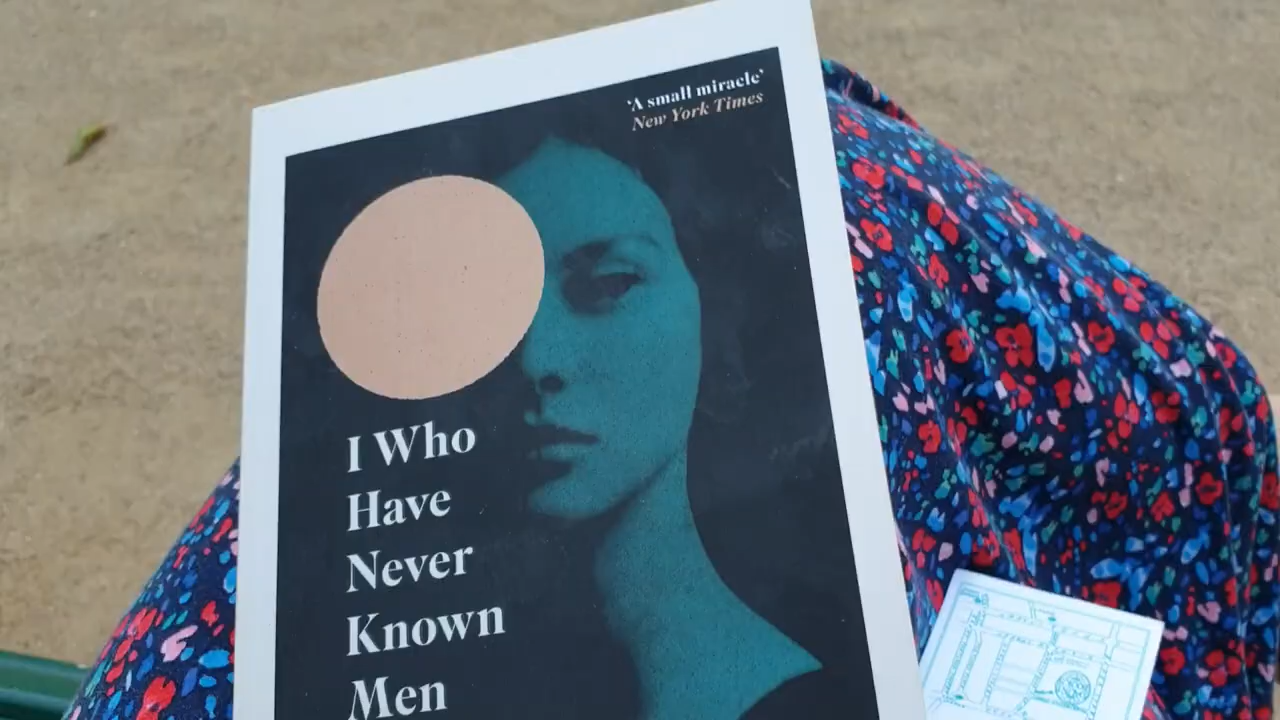 ‘A small miracle’
New York Times
I Who
Have
Never
Known
Men